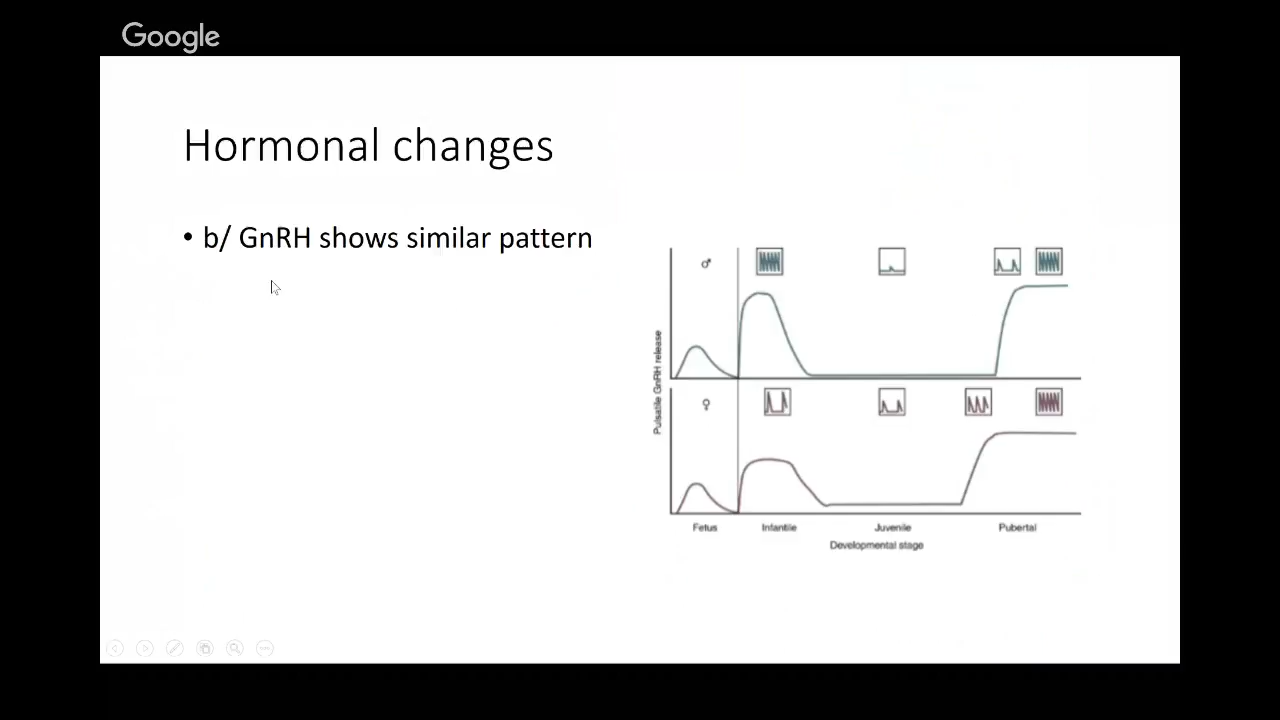 Google
Hormonal changes
• b/ GnRH shows similar pattern
♂
Pulsatile GnRH release
♀
Fetus Infantile Juvenile Pubertal
Developmental stage